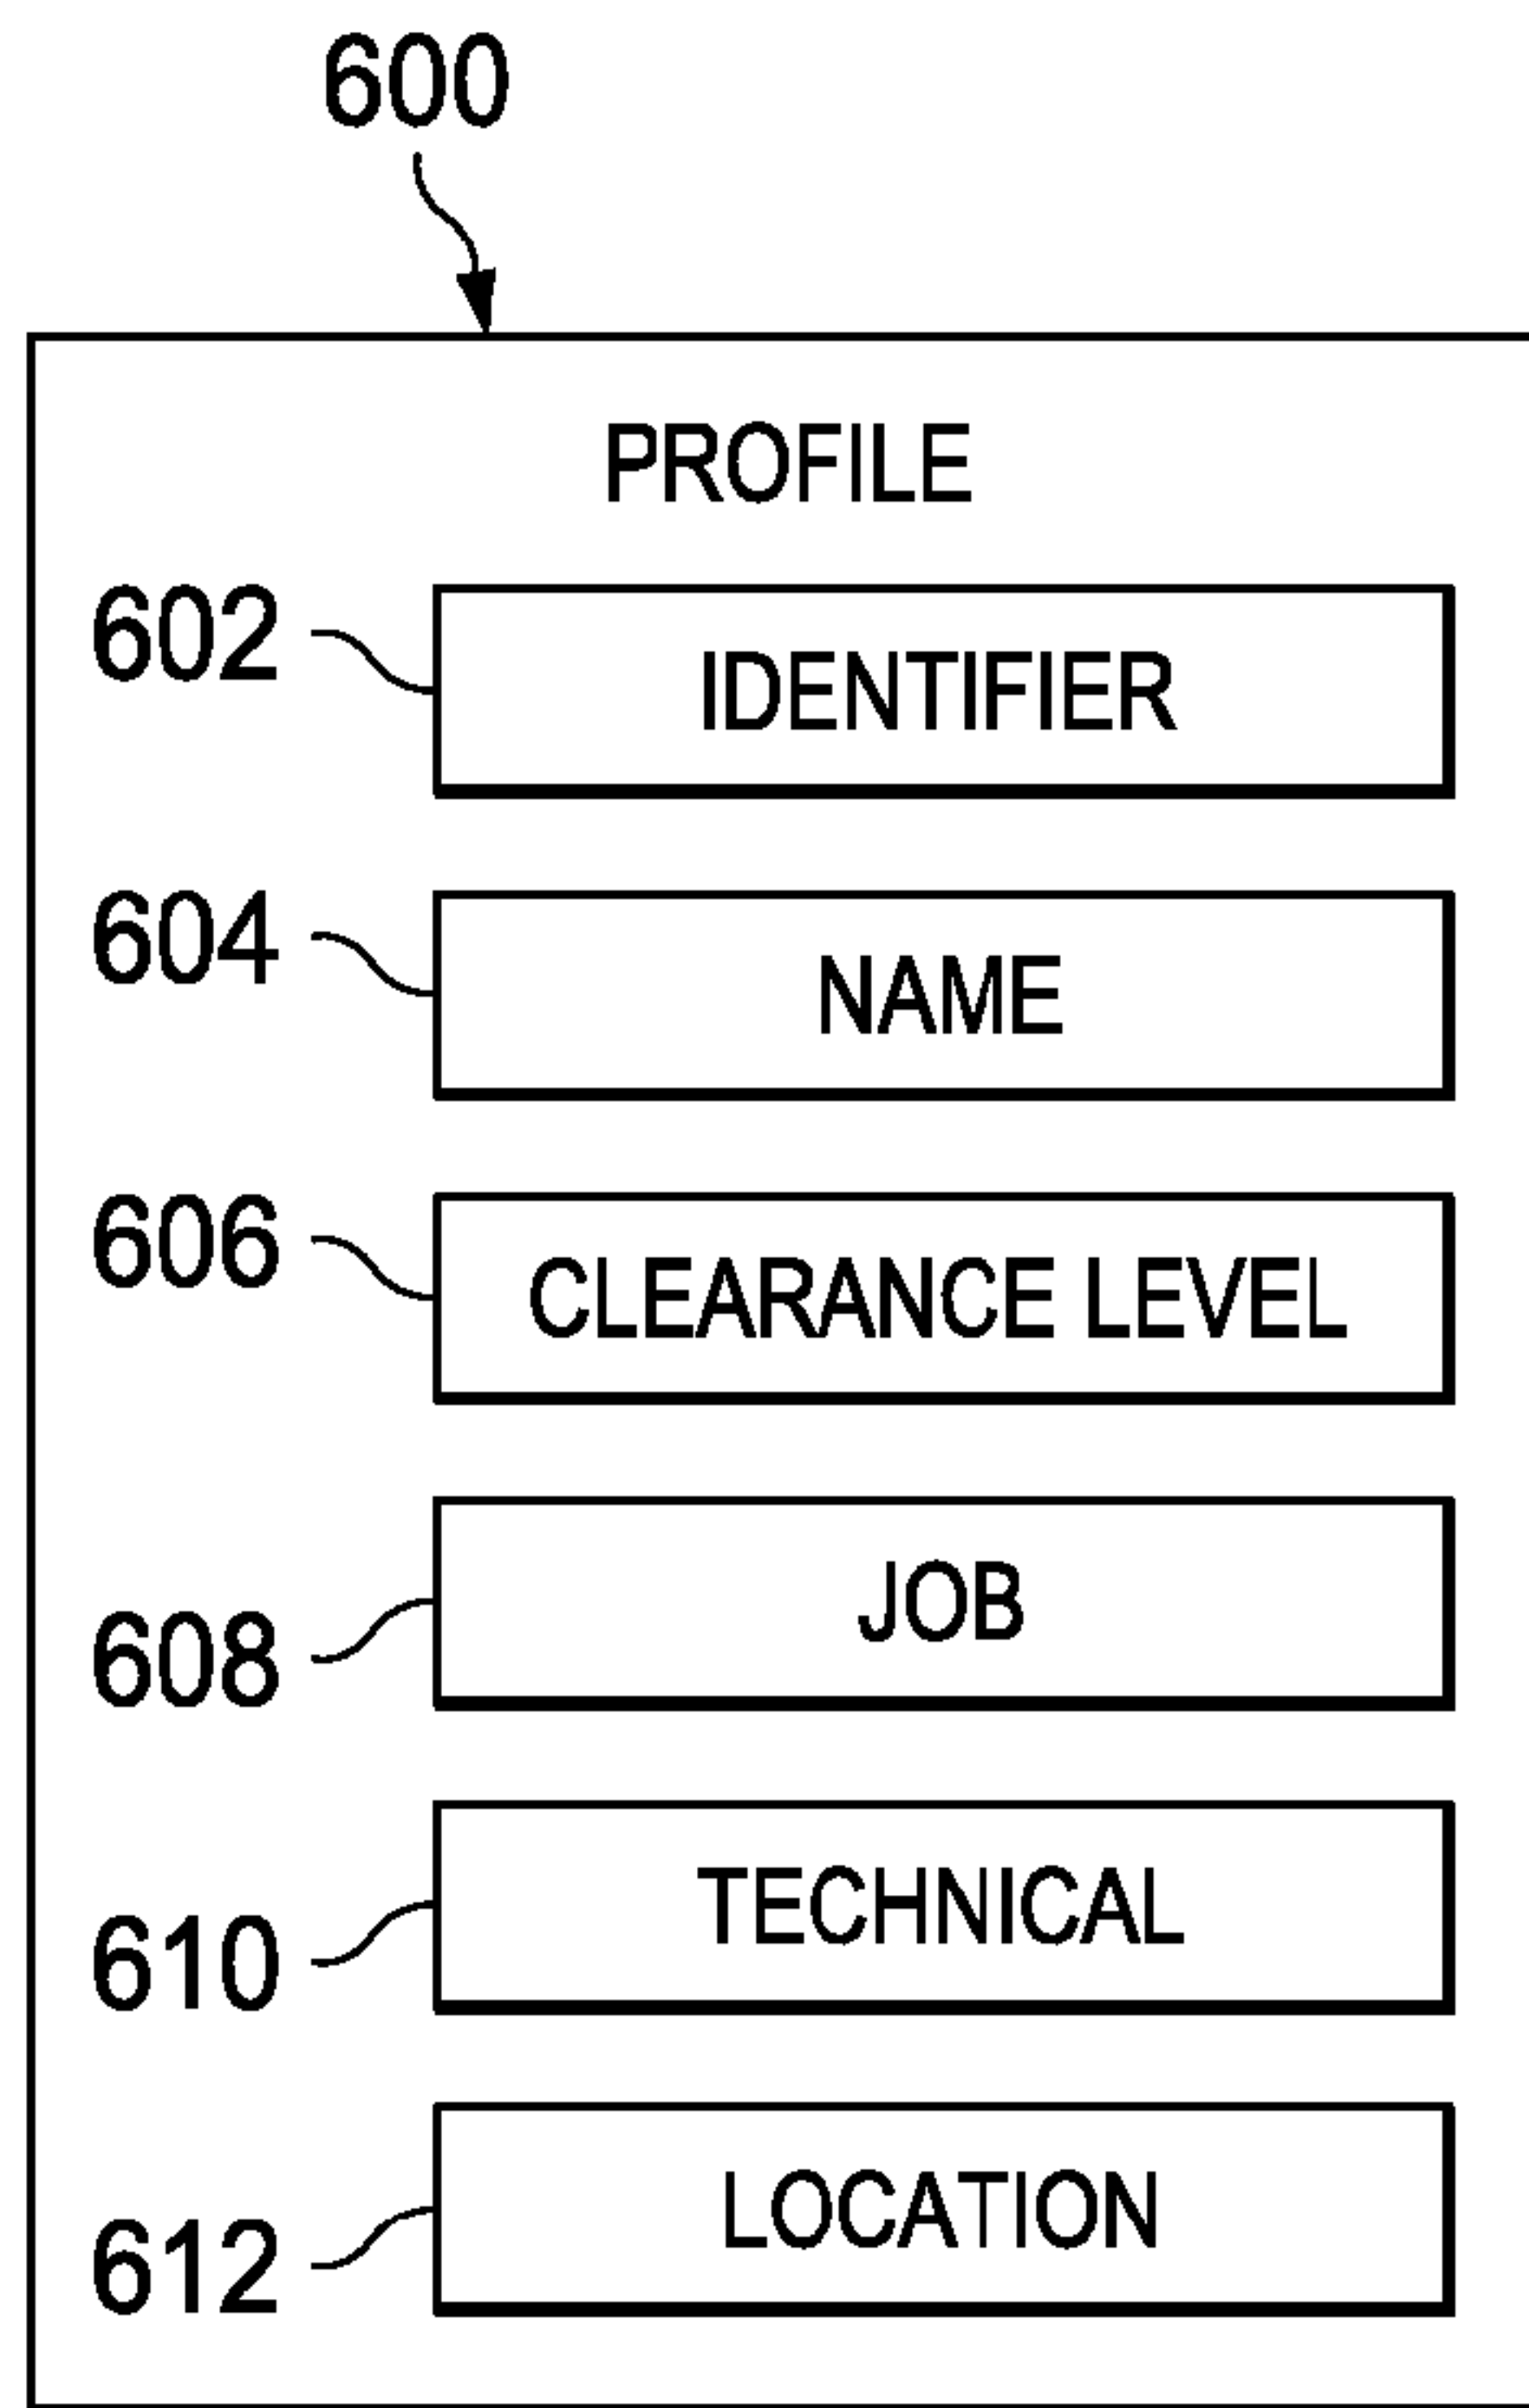 600
PROFILE
602 IDENTIFIER
604 NAME
606 CLEARANCE LEVEL
608 JOB
610 TECHNICAL
612 LOCATION